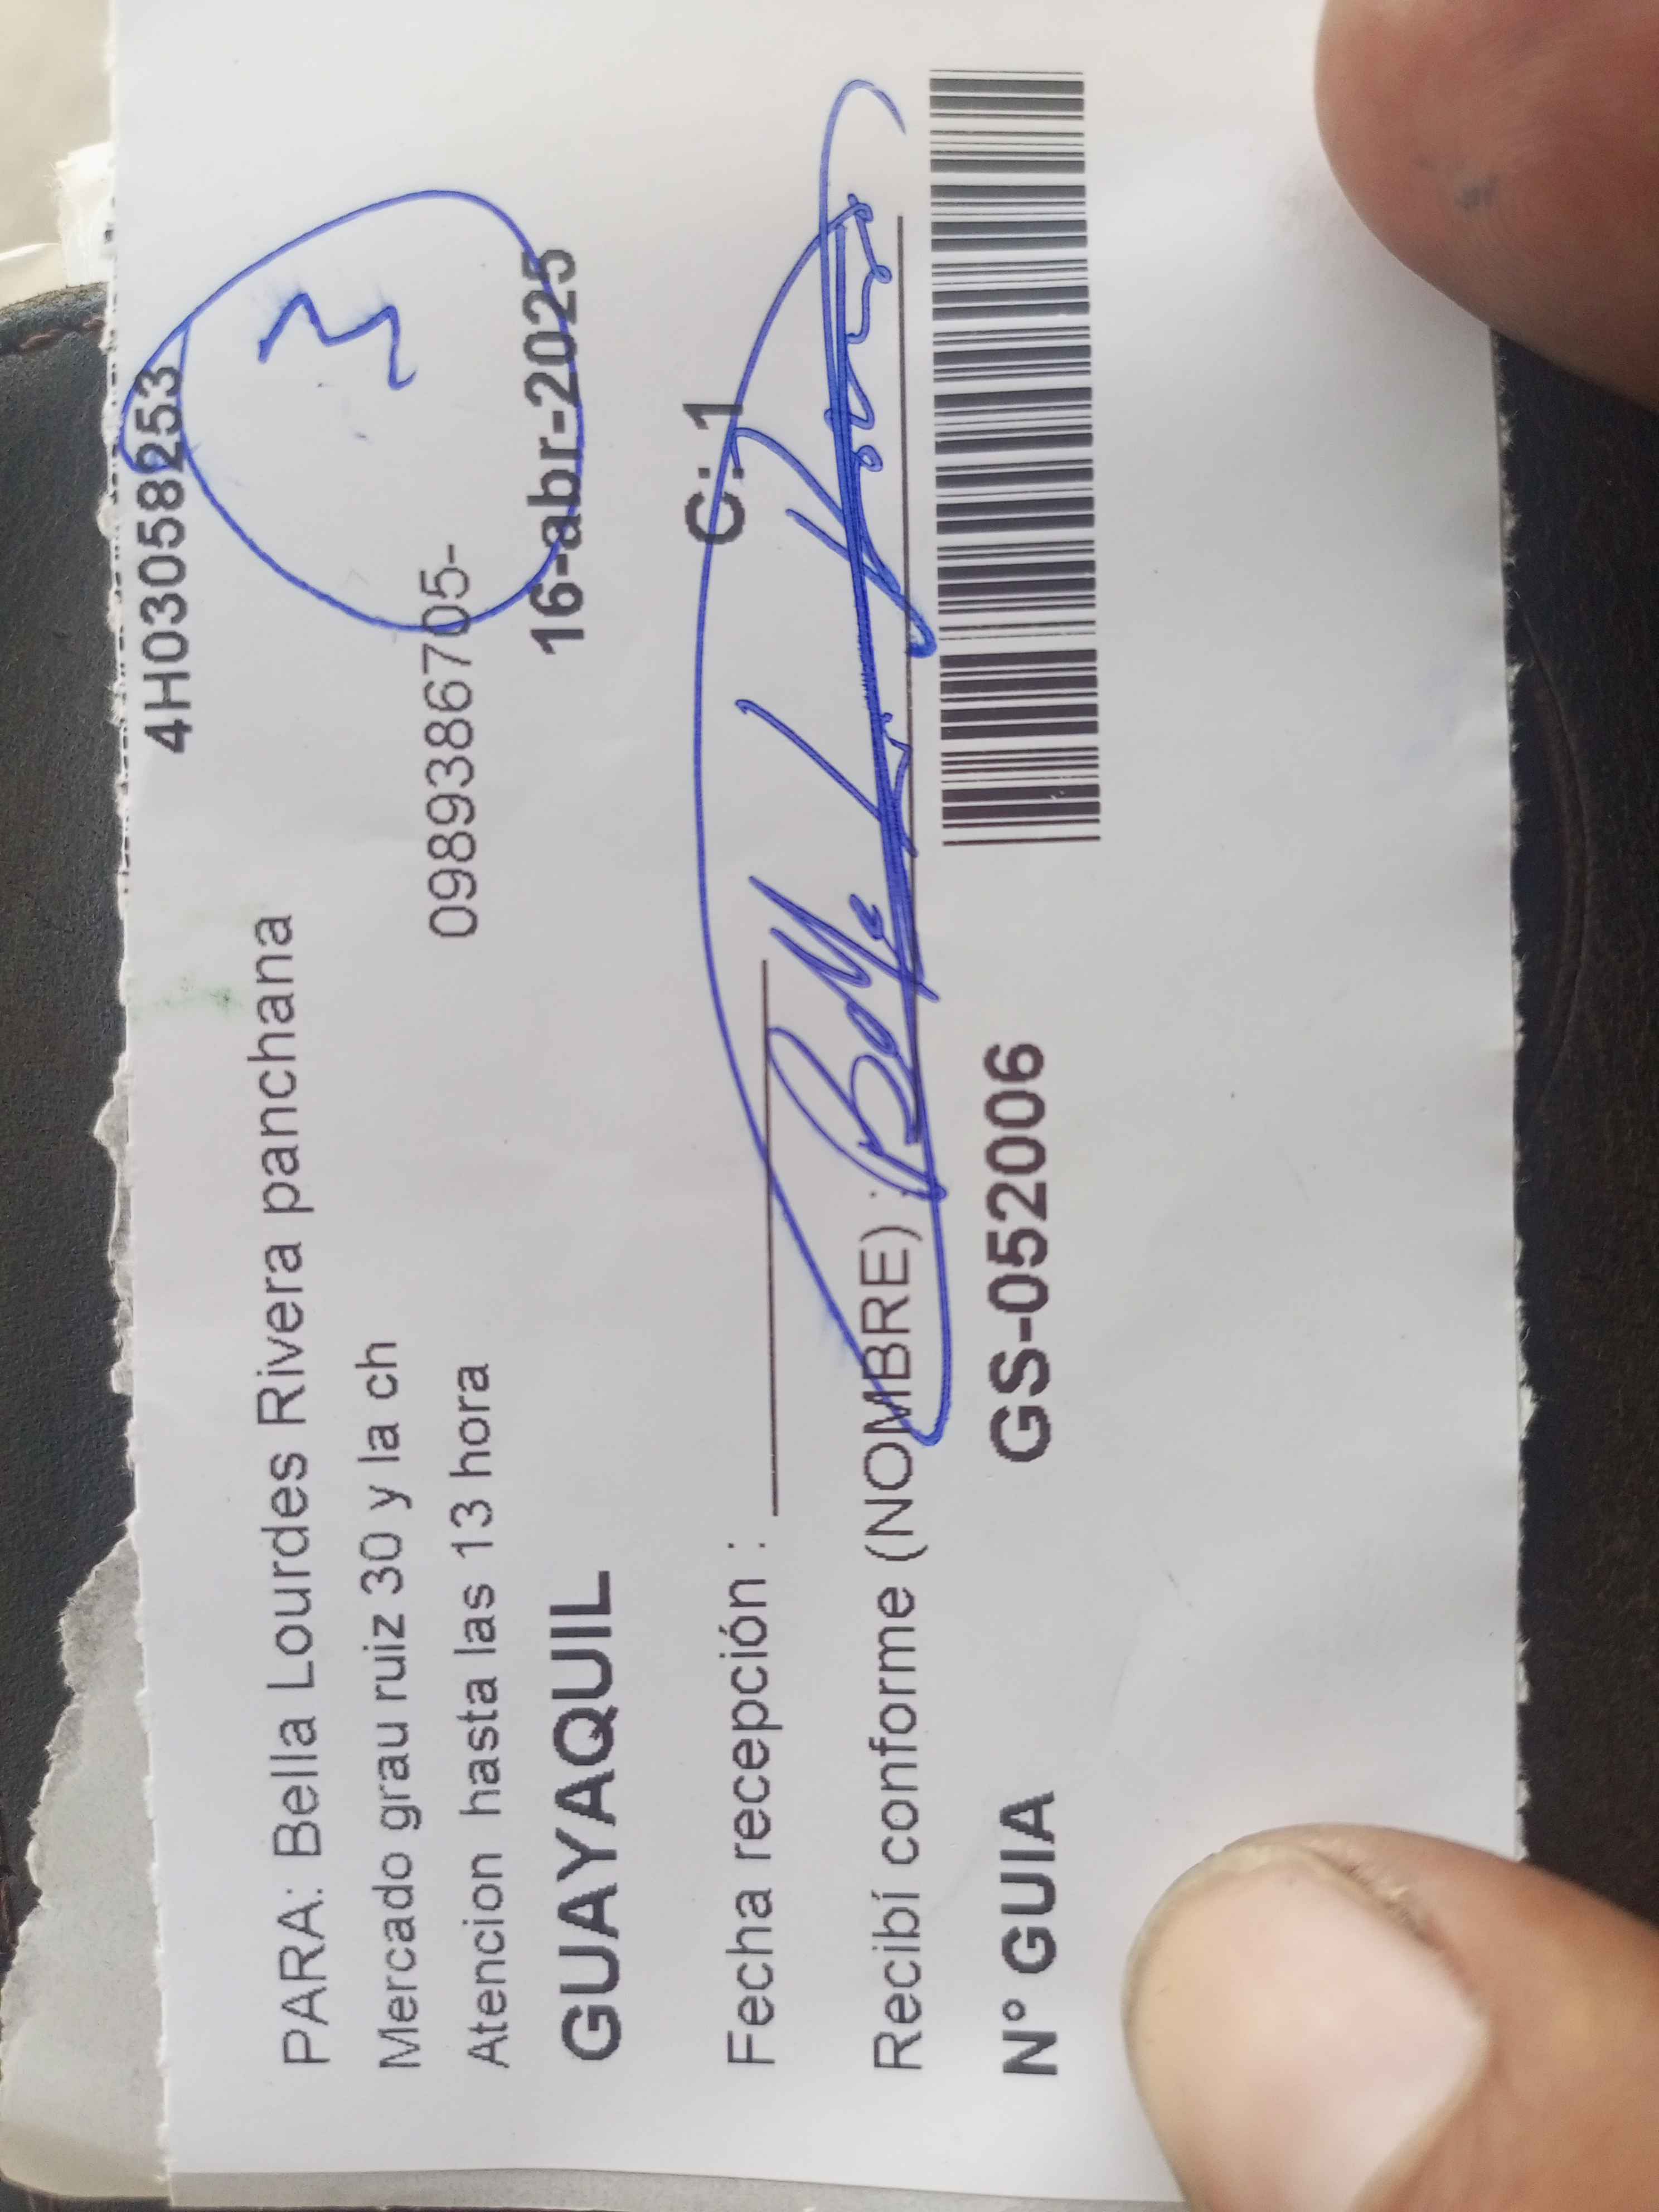 4H03058253
PARA: Bella Lourdes Rivera panchana
Mercado grau ruiz 30 y la ch
0989386705-
Atencion hasta las 13 hora
GUAYAQUIL 16-abr-2025
C: 1
Fecha recepción :
Recibí conforme (NOMBRE) :
N° GUIA GS-052006